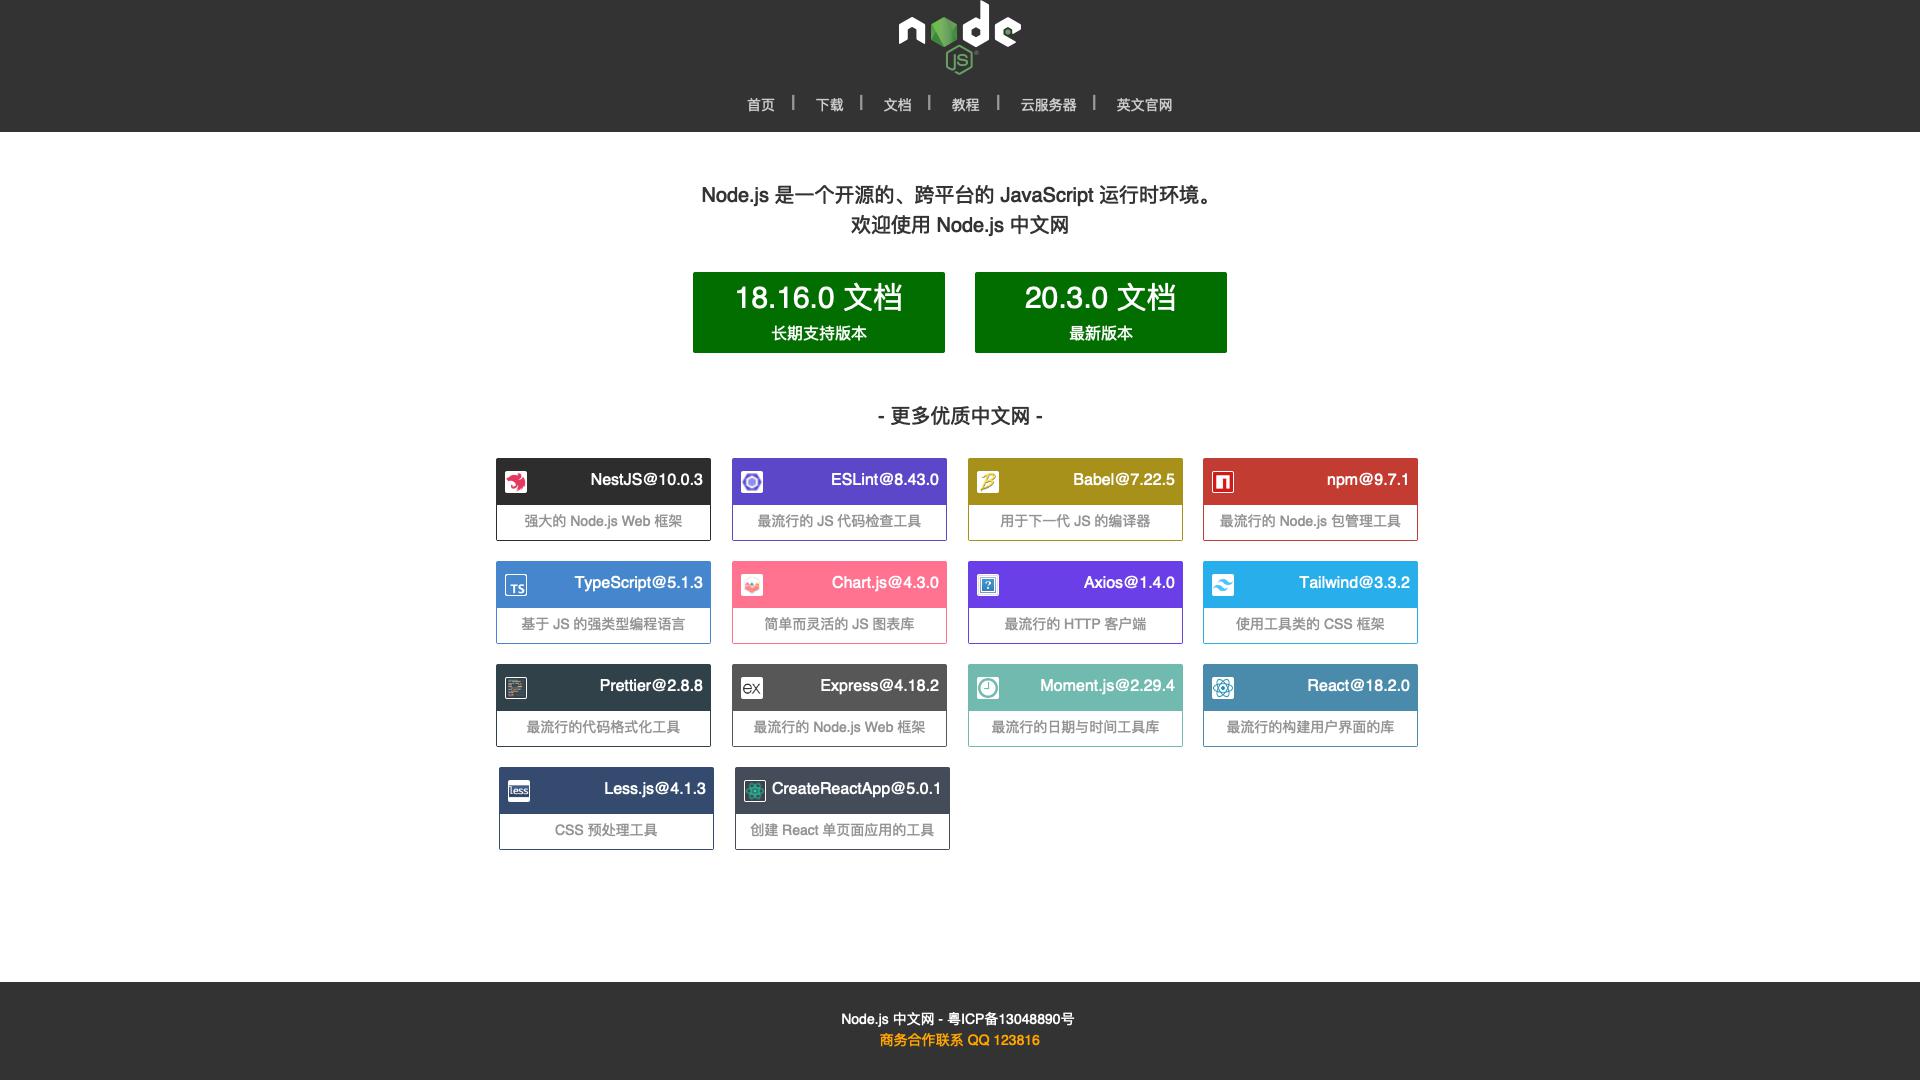 node
JS
首页 | 下载 | 文档 | 教程 | 云服务器 | 英文官网
Node.js 是一个开源的、跨平台的 JavaScript 运行时环境。
欢迎使用 Node.js 中文网
18.16.0 文档
长期支持版本
20.3.0 文档
最新版本
- 更多优质中文网 -
NestJS@10.0.3
强大的 Node.js Web 框架
ESLint@8.43.0
最流行的 JS 代码检查工具
Babel@7.22.5
用于下一代 JS 的编译器
npm@9.7.1
最流行的 Node.js 包管理工具
TS
TypeScript@5.1.3
基于 JS 的强类型编程语言
Chart.js@4.3.0
简单而灵活的 JS 图表库
?
Axios@1.4.0
最流行的 HTTP 客户端
Tailwind@3.3.2
使用工具类的 CSS 框架
Prettier@2.8.8
最流行的代码格式化工具
ex
Express@4.18.2
最流行的 Node.js Web 框架
Moment.js@2.29.4
最流行的日期与时间工具库
React@18.2.0
最流行的构建用户界面的库
less
Less.js@4.1.3
CSS 预处理工具
CreateReactApp@5.0.1
创建 React 单页面应用的工具
Node.js 中文网 - 粤ICP备13048890号
商务合作联系 QQ 123816